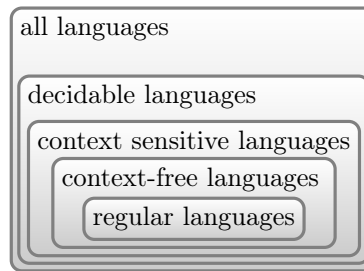 all languages
decidable languages
context sensitive languages
context-free languages
regular languages